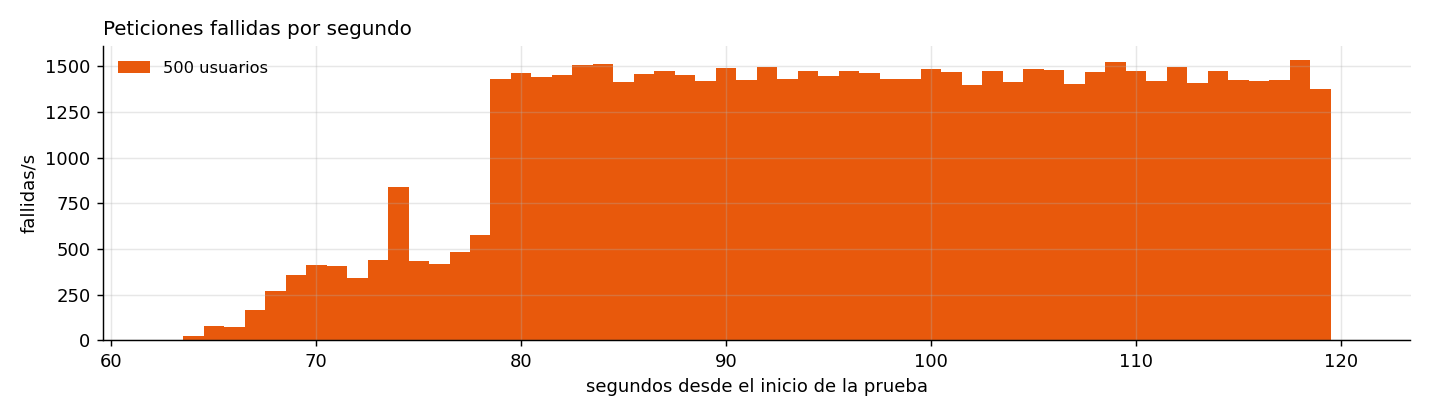 Peticiones fallidas por segundo
500 usuarios
fallidas/s
1500
1250
1000
750
500
250
0
60 70 80 90 100 110 120
segundos desde el inicio de la prueba